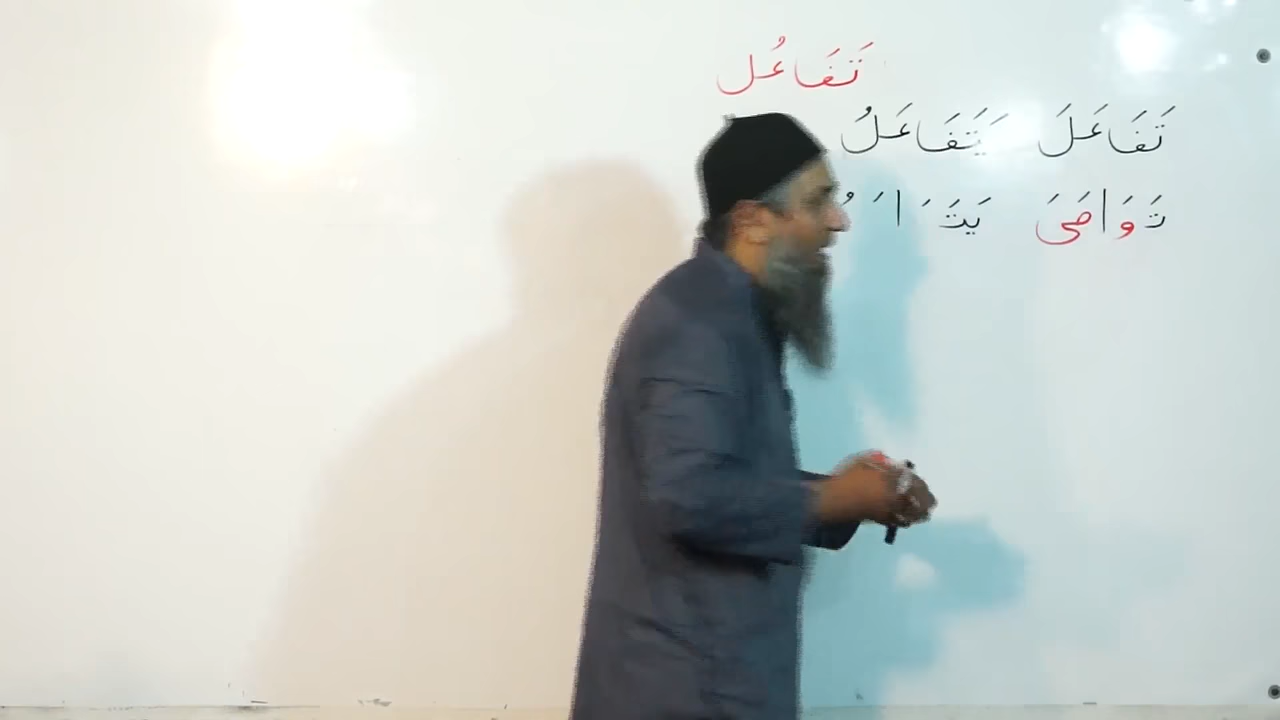 تَفَاعُل
تَفَاعَلَ يَتَفَاعَلُ
تَوَاصَىَ يَتَ َ ا َ ُ